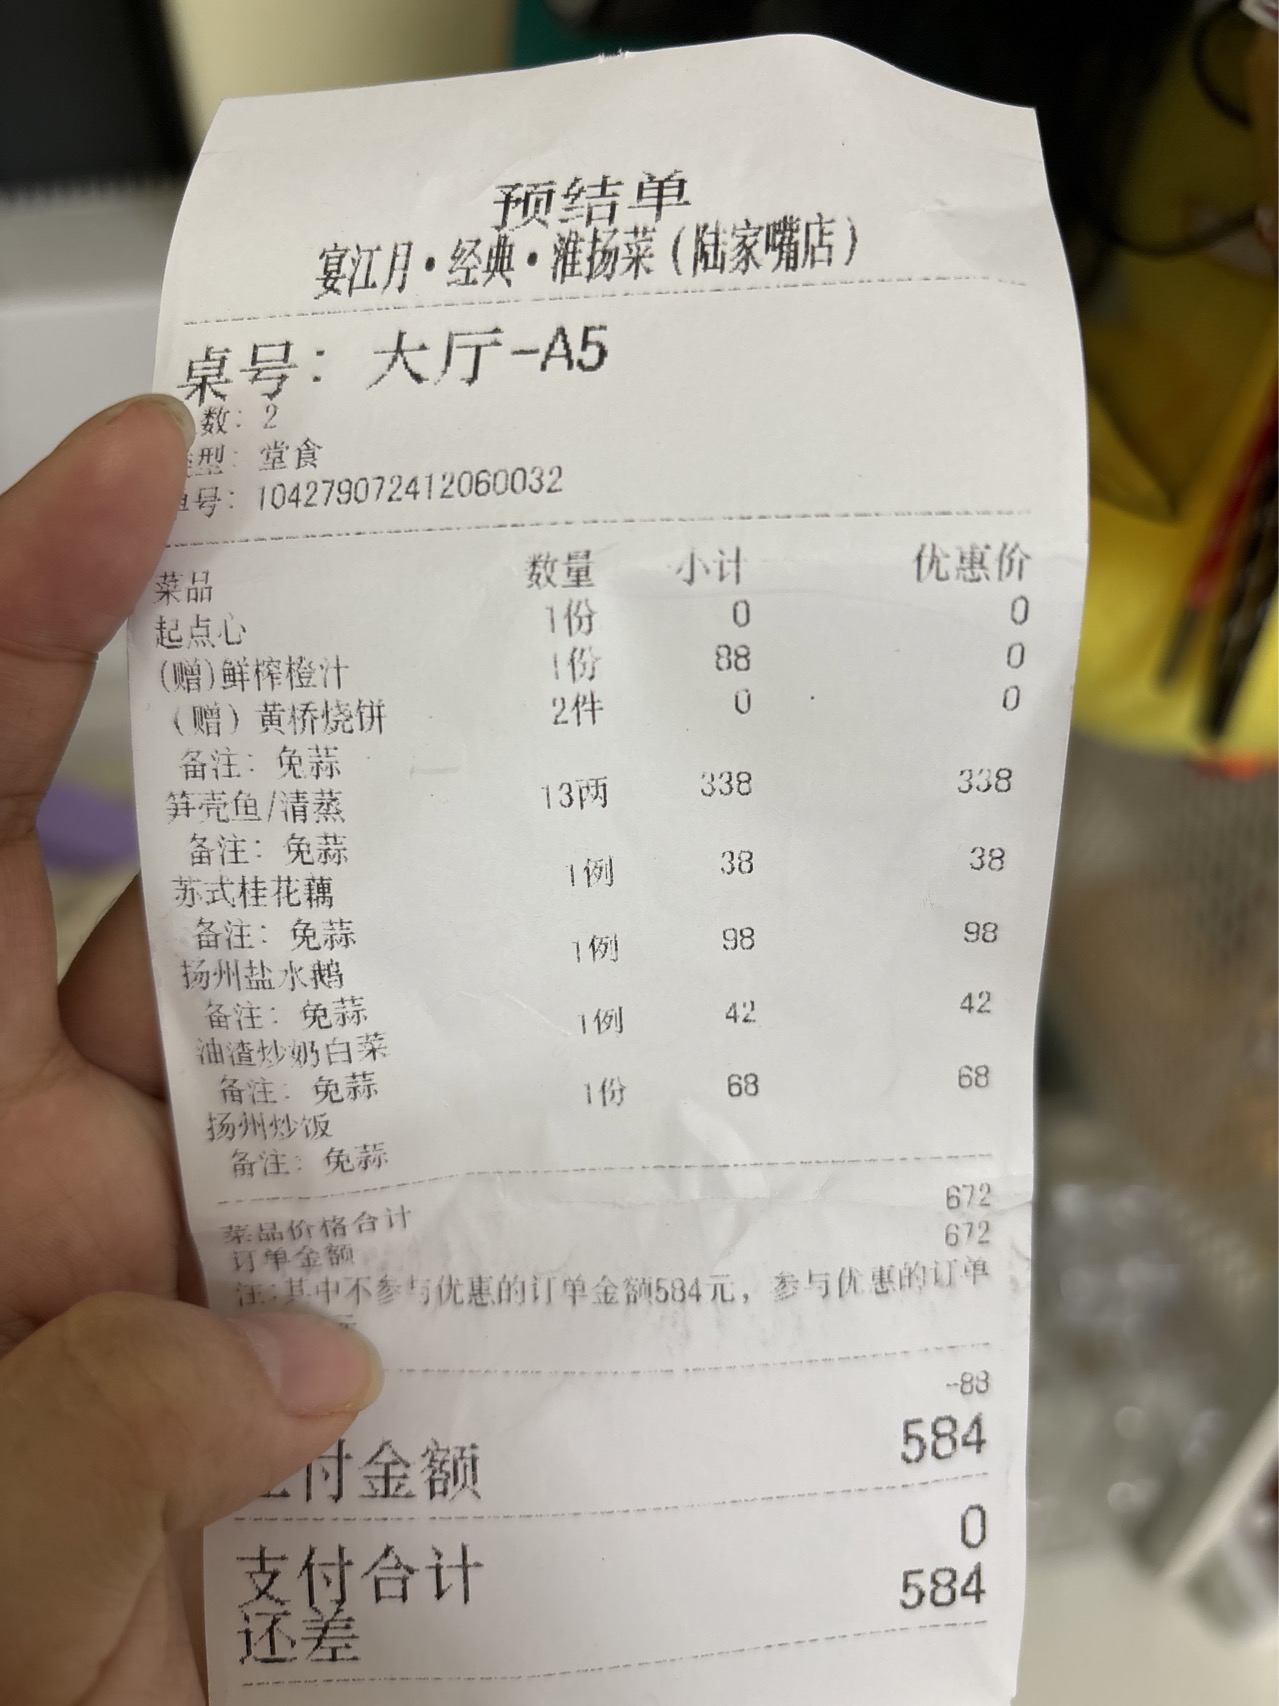 预结单
宴江月·经典·淮扬菜(陆家嘴店)
桌号: 大厅-A5
数: 2
型: 堂食
单号: 104279072412060032
菜品 数量 小计 优惠价
起点心 1份 0 0
(赠)鲜榨橙汁 1份 88 0
(赠)黄桥烧饼 2件 0 0
备注: 免蒜
笋壳鱼/清蒸 13两 338 338
备注: 免蒜
苏式桂花藕 1例 38 38
备注: 免蒜
扬州盐水鹅 1例 98 98
备注: 免蒜
油渣炒奶白菜 1例 42 42
备注: 免蒜
扬州炒饭 1份 68 68
备注: 免蒜
菜品价格合计 672
订单金额 672
注:其中不参与优惠的订单金额584元, 参与优惠的订单
元
-88
付金额 584
支付合计 0
还差 584